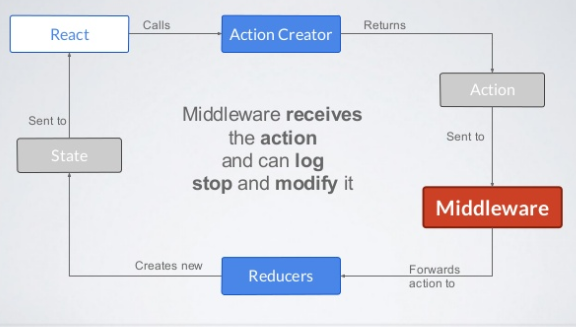 React
Calls
Action Creator
Returns
Action
Sent to
Middleware
Forwards
action to
Reducers
Creates new
State
Sent to
Middleware receives
the action
and can log
stop and modify it